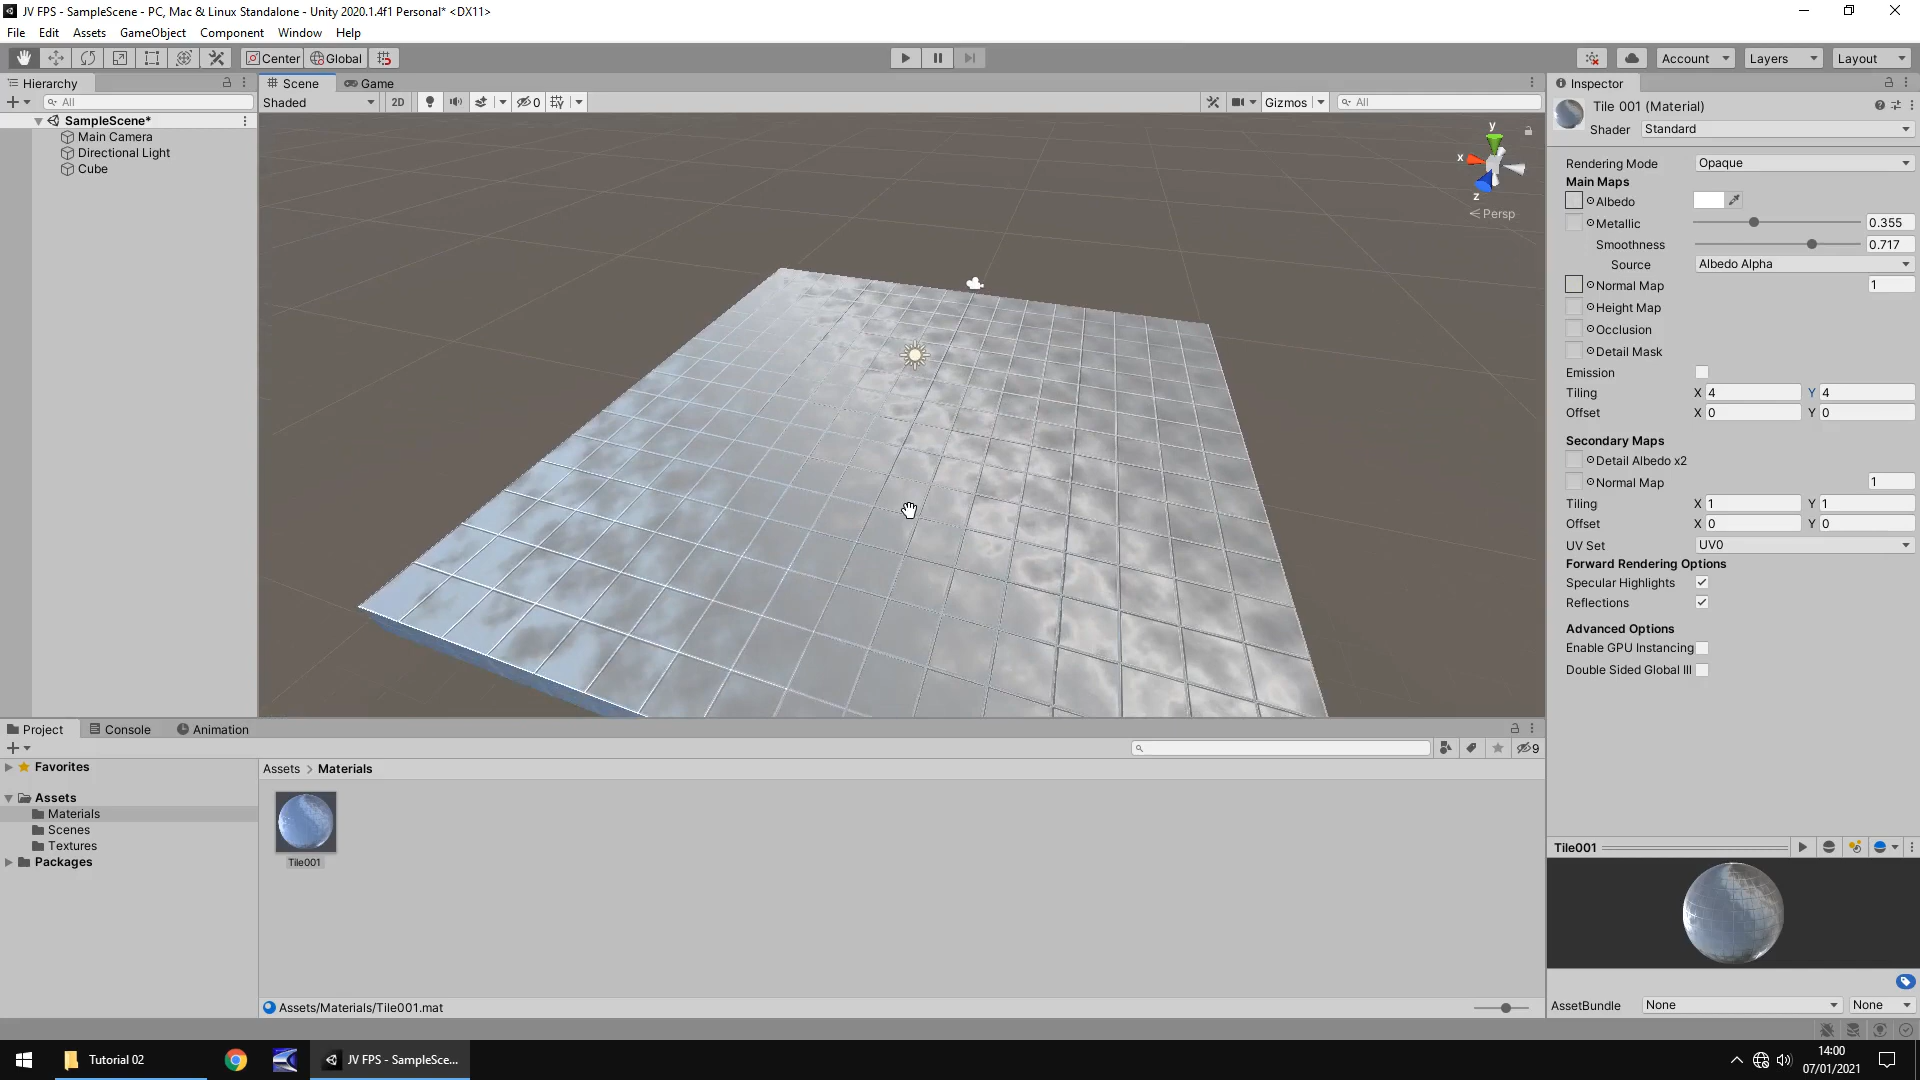 JV FPS - SampleScene - PC, Mac & Linux Standalone - Unity 2020.1.4f1 Personal* <DX11>
File Edit Assets GameObject Component Window Help
Center Global Account Layers Layout
Hierarchy
All
SampleScene*
Main Camera
Directional Light
Cube
Scene Game
Shaded 2D 0 Gizmos All
y
x
z
Persp
Inspector
Tile 001 (Material)
Shader Standard
Rendering Mode Opaque
Main Maps
Albedo
Metallic 0.355
Smoothness 0.717
Source Albedo Alpha
Normal Map 1
Height Map
Occlusion
Detail Mask
Emission
Tiling X 4 Y 4
Offset X 0 Y 0
Secondary Maps
Detail Albedo x2
Normal Map 1
Tiling X 1 Y 1
Offset X 0 Y 0
UV Set UV0
Forward Rendering Options
Specular Highlights
Reflections
Advanced Options
Enable GPU Instancing
Double Sided Global Ill
Tile001
AssetBundle None None
Project Console Animation
9
Favorites
Assets
Materials
Scenes
Textures
Packages
Assets > Materials
Tile001
Assets/Materials/Tile001.mat
Tutorial 02
JV FPS - SampleSce...
14:00
07/01/2021